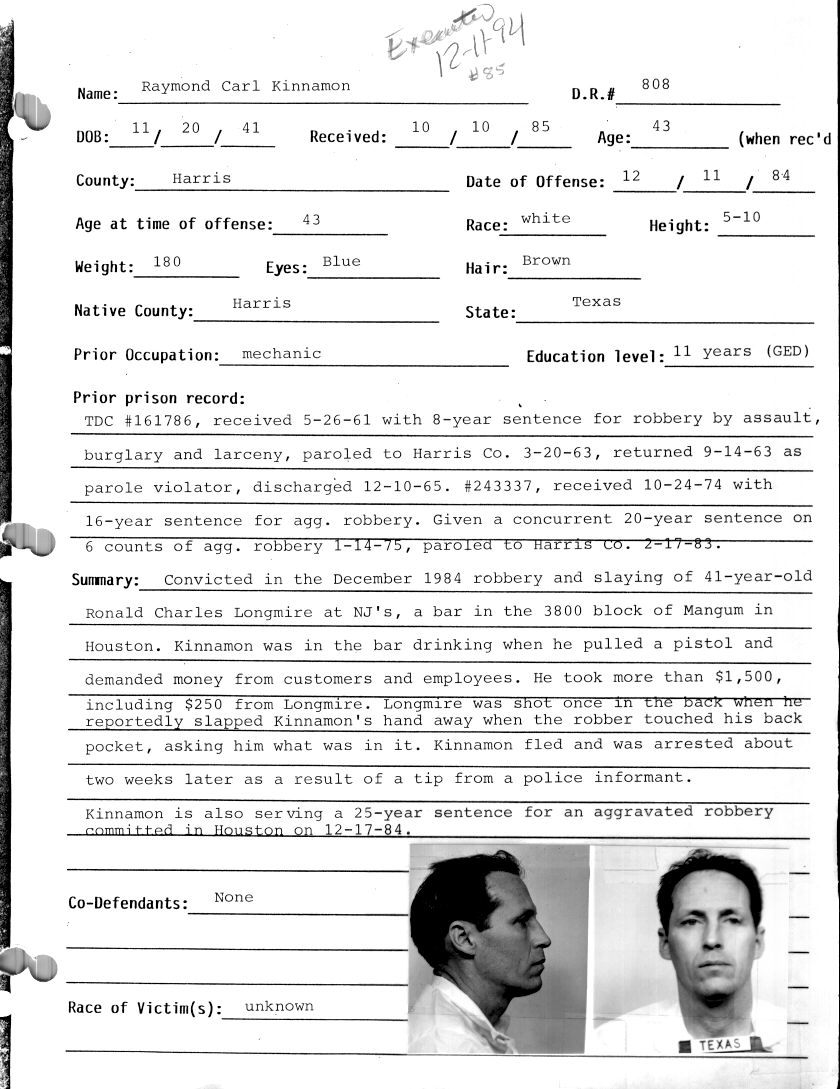 Executed
12-11-94
#85
Name: Raymond Carl Kinnamon D.R.# 808
DOB: 11/ 20 / 41 Received: 10 / 10 / 85 Age: 43 (when rec'd
County: Harris Date of Offense: 12 / 11 / 84
Age at time of offense: 43 Race: white Height: 5-10
Weight: 180 Eyes: Blue Hair: Brown
Native County: Harris State: Texas
Prior Occupation: mechanic Education level: 11 years (GED)
Prior prison record:
TDC #161786, received 5-26-61 with 8-year sentence for robbery by assault,
burglary and larceny, paroled to Harris Co. 3-20-63, returned 9-14-63 as
parole violator, discharged 12-10-65. #243337, received 10-24-74 with
16-year sentence for agg. robbery. Given a concurrent 20-year sentence on
6 counts of agg. robbery 1-14-75, paroled to Harris Co. 2-17-83.
Summary: Convicted in the December 1984 robbery and slaying of 41-year-old
Ronald Charles Longmire at NJ's, a bar in the 3800 block of Mangum in
Houston. Kinnamon was in the bar drinking when he pulled a pistol and
demanded money from customers and employees. He took more than $1,500,
including $250 from Longmire. Longmire was shot once in the back when he
reportedly slapped Kinnamon's hand away when the robber touched his back
pocket, asking him what was in it. Kinnamon fled and was arrested about
two weeks later as a result of a tip from a police informant.
Kinnamon is also serving a 25-year sentence for an aggravated robbery
committed in Houston on 12-17-84.
Co-Defendants: None
Race of Victim(s): unknown
TEXAS